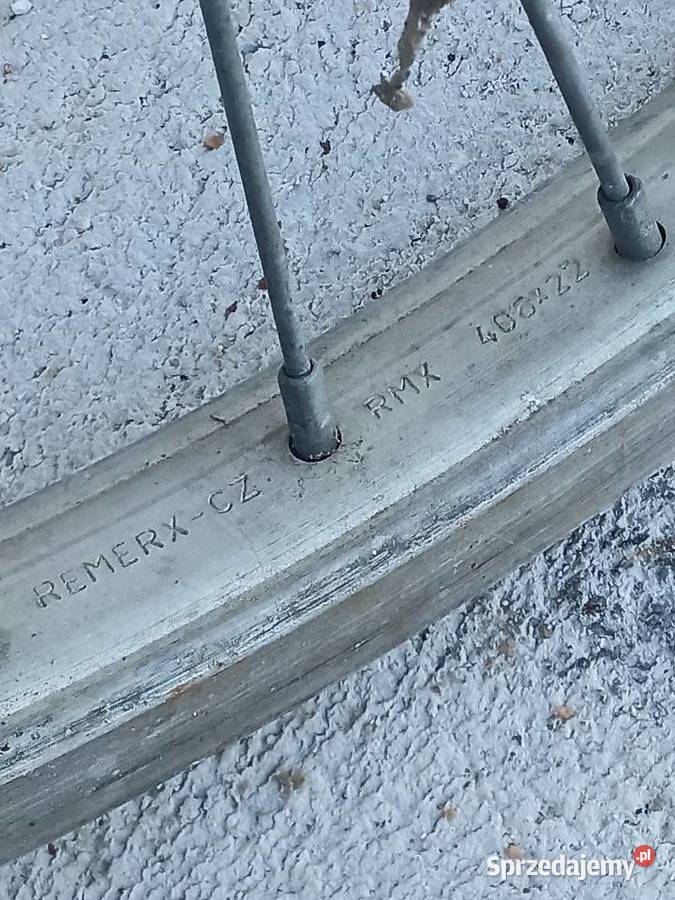 REMERX-CZ RMX 406x22
Sprzedajemy.pl